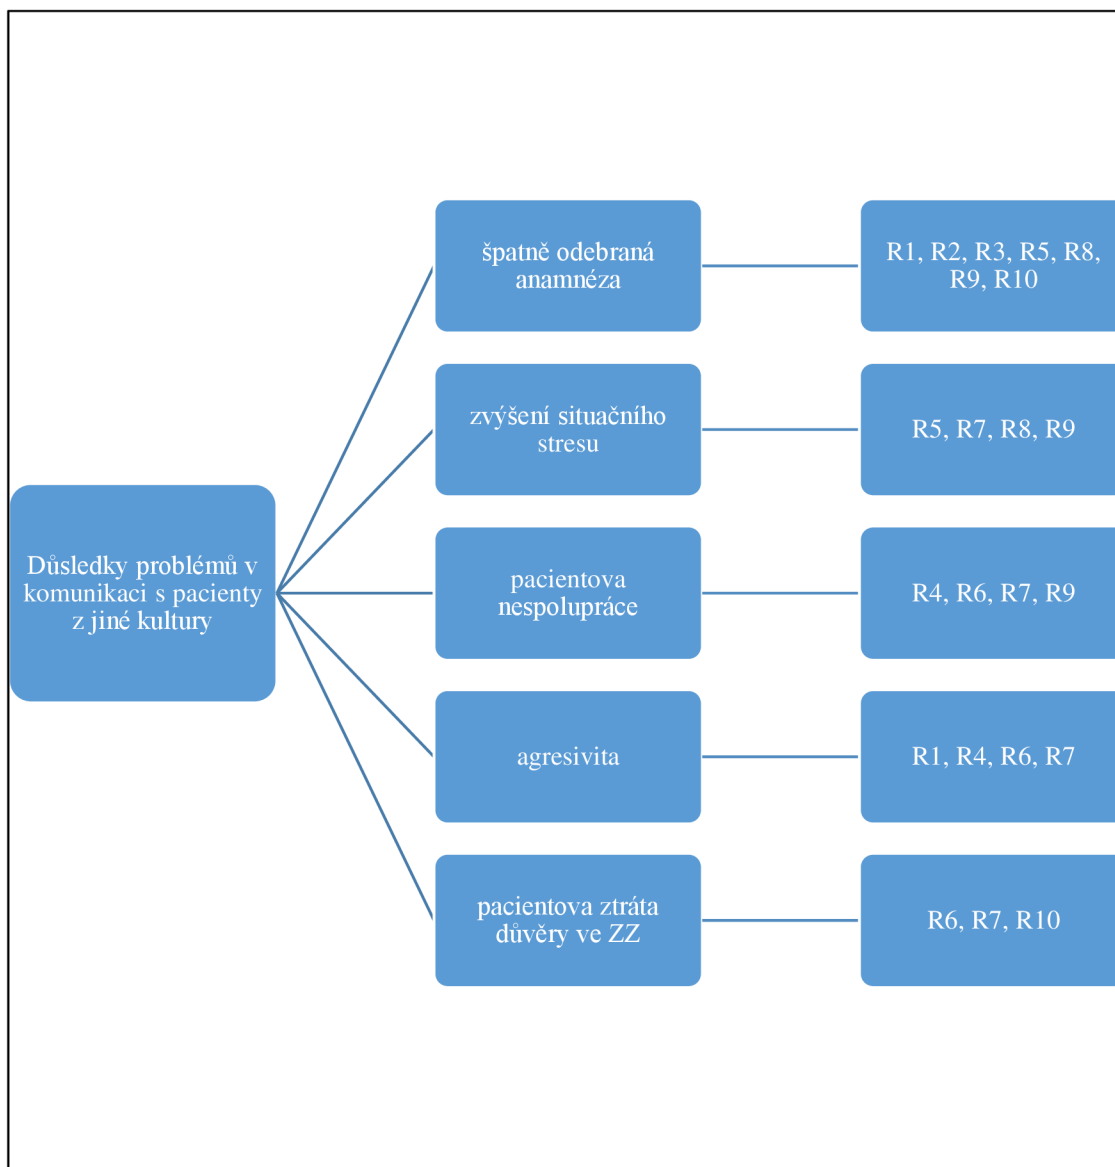 Důsledky problémů v
komunikaci s pacienty
z jiné kultury
špatně odebraná
anamnéza
R1, R2, R3, R5, R8,
R9, R10
zvýšení situačního
stresu
R5, R7, R8, R9
pacientova
nespolupráce
R4, R6, R7, R9
agresivita
R1, R4, R6, R7
pacientova ztráta
důvěry ve ZZ
R6, R7, R10